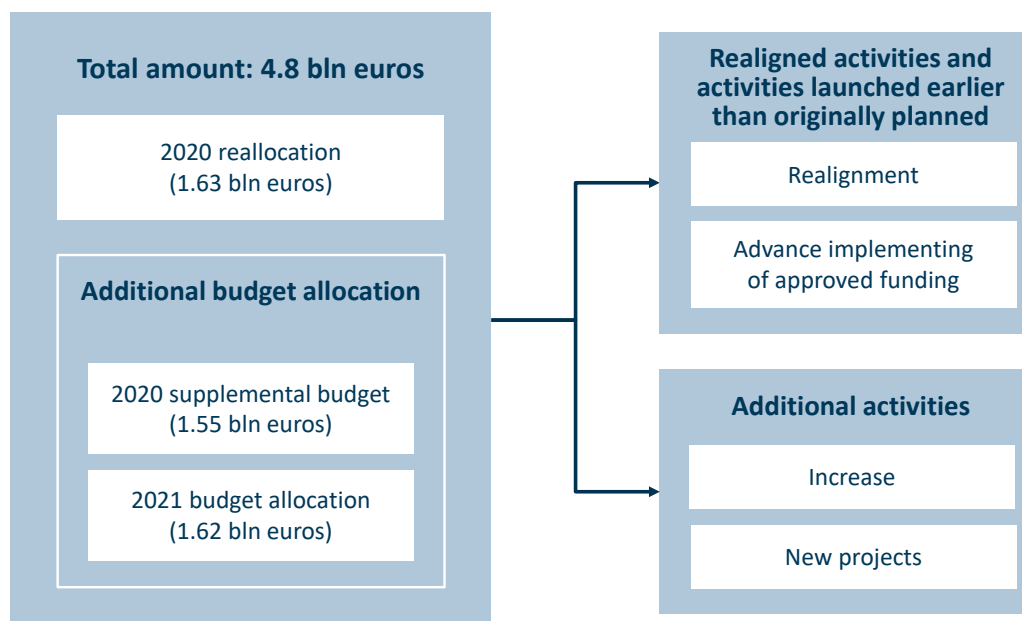 Total amount: 4.8 bln euros
2020 reallocation
(1.63 bln euros)
Additional budget allocation
2020 supplemental budget
(1.55 bln euros)
2021 budget allocation
(1.62 bln euros)
Realigned activities and
activities launched earlier
than originally planned
Realignment
Advance implementing
of approved funding
Additional activities
Increase
New projects